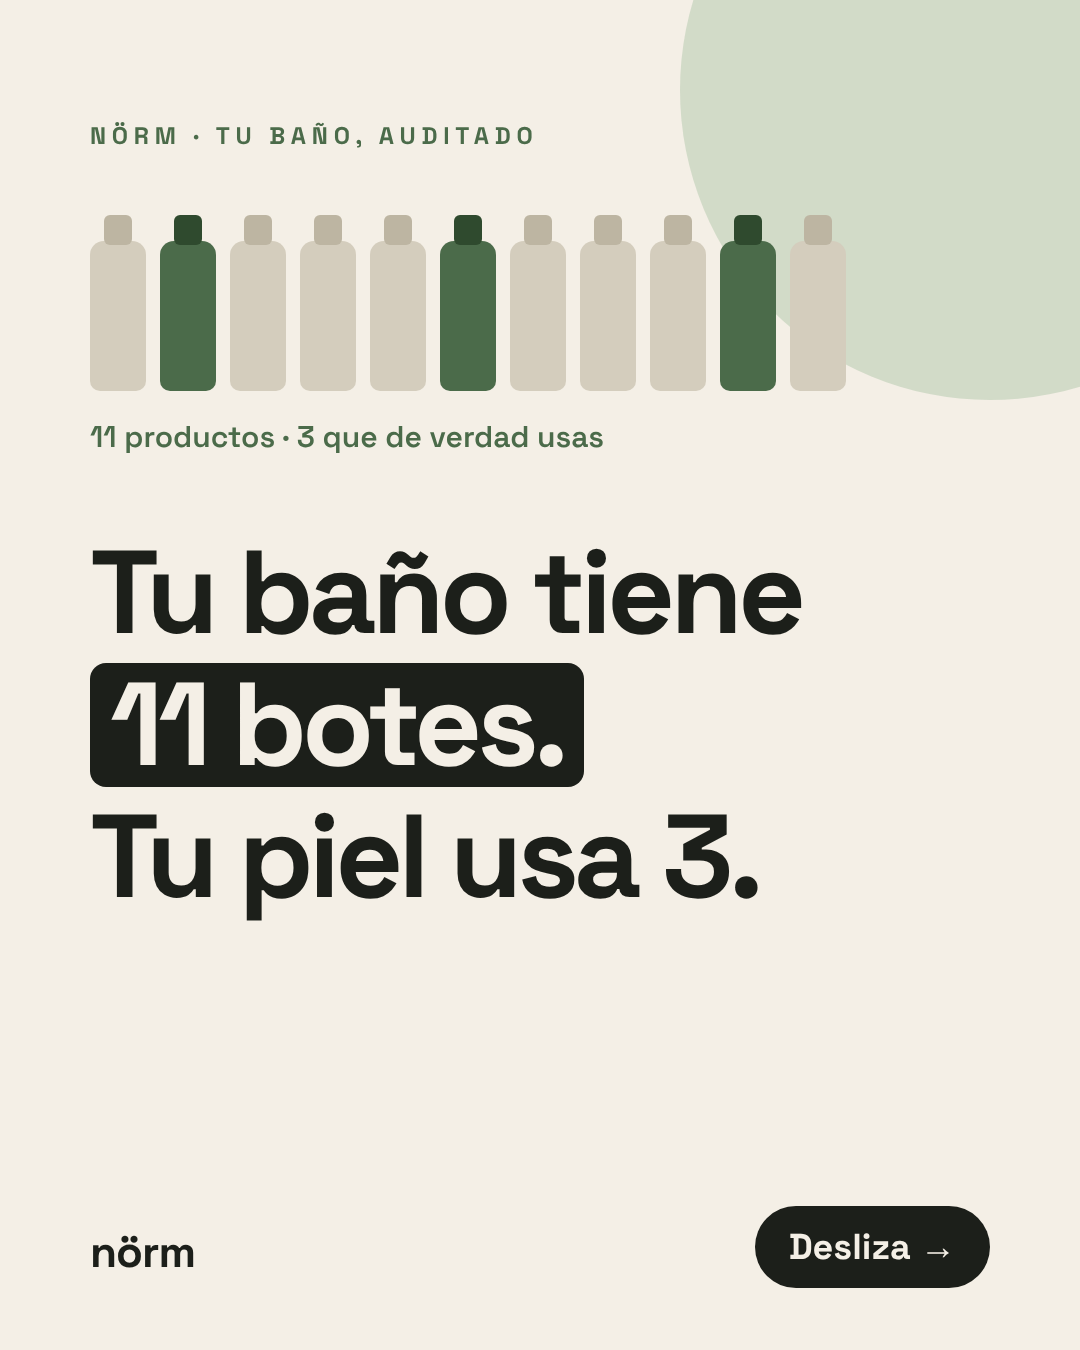 NÖRM · TU BAÑO, AUDITADO
11 productos · 3 que de verdad usas
Tu baño tiene
11 botes.
Tu piel usa 3.
nörm
Desliza →